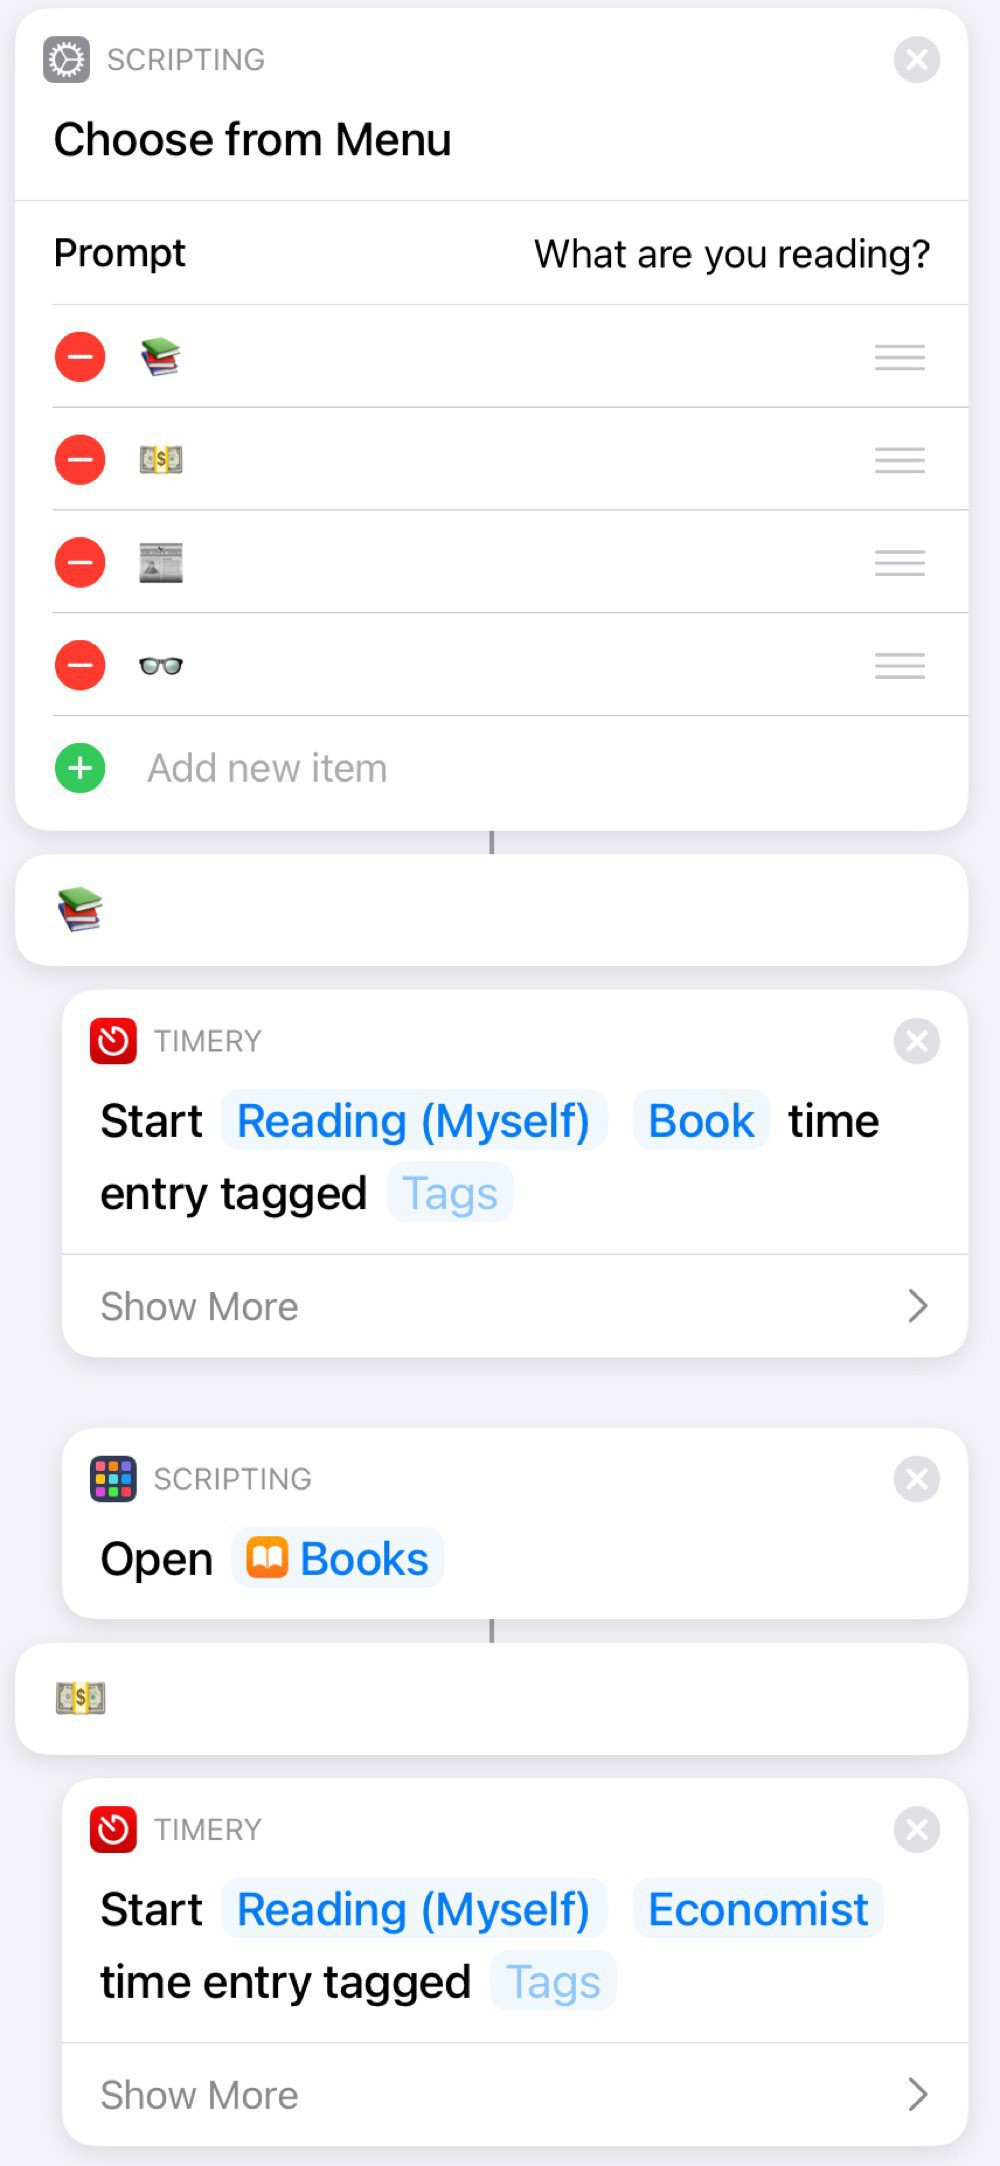 SCRIPTING
Choose from Menu
Prompt What are you reading?
📚
💵
📰
👓
Add new item
📚
TIMERY
Start Reading (Myself) Book time
entry tagged Tags
Show More
SCRIPTING
Open Books
💵
TIMERY
Start Reading (Myself) Economist
time entry tagged Tags
Show More